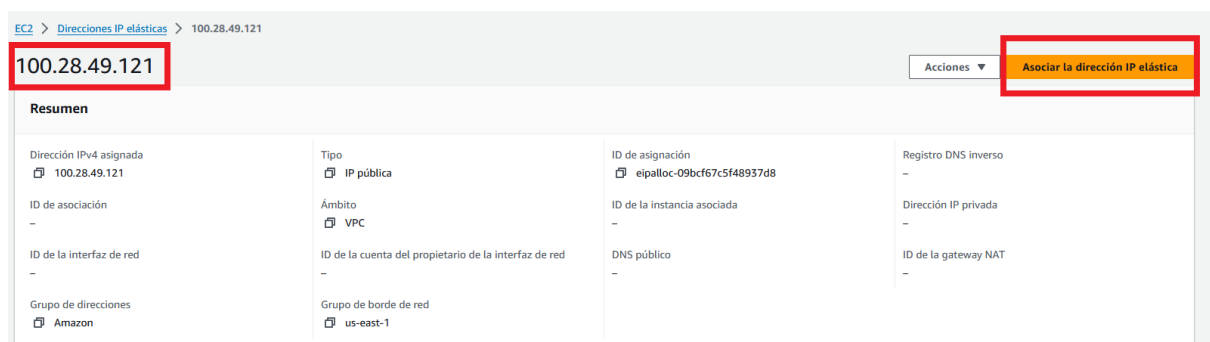 EC2 > Direcciones IP elásticas > 100.28.49.121
100.28.49.121
Acciones ▼
Asociar la dirección IP elástica
Resumen
Dirección IPv4 asignada
100.28.49.121
Tipo
IP pública
ID de asignación
eipalloc-09bcf67c5f48937d8
Registro DNS inverso
–
ID de asociación
–
Ámbito
VPC
ID de la instancia asociada
–
Dirección IP privada
–
ID de la interfaz de red
–
ID de la cuenta del propietario de la interfaz de red
–
DNS público
–
ID de la gateway NAT
–
Grupo de direcciones
Amazon
Grupo de borde de red
us-east-1